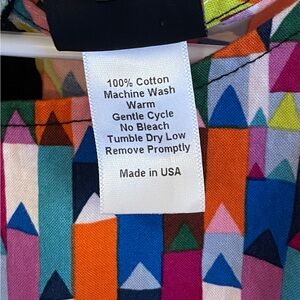 100% Cotton
Machine Wash
Warm
Gentle Cycle
No Bleach
Tumble Dry Low
Remove Promptly
Made in USA